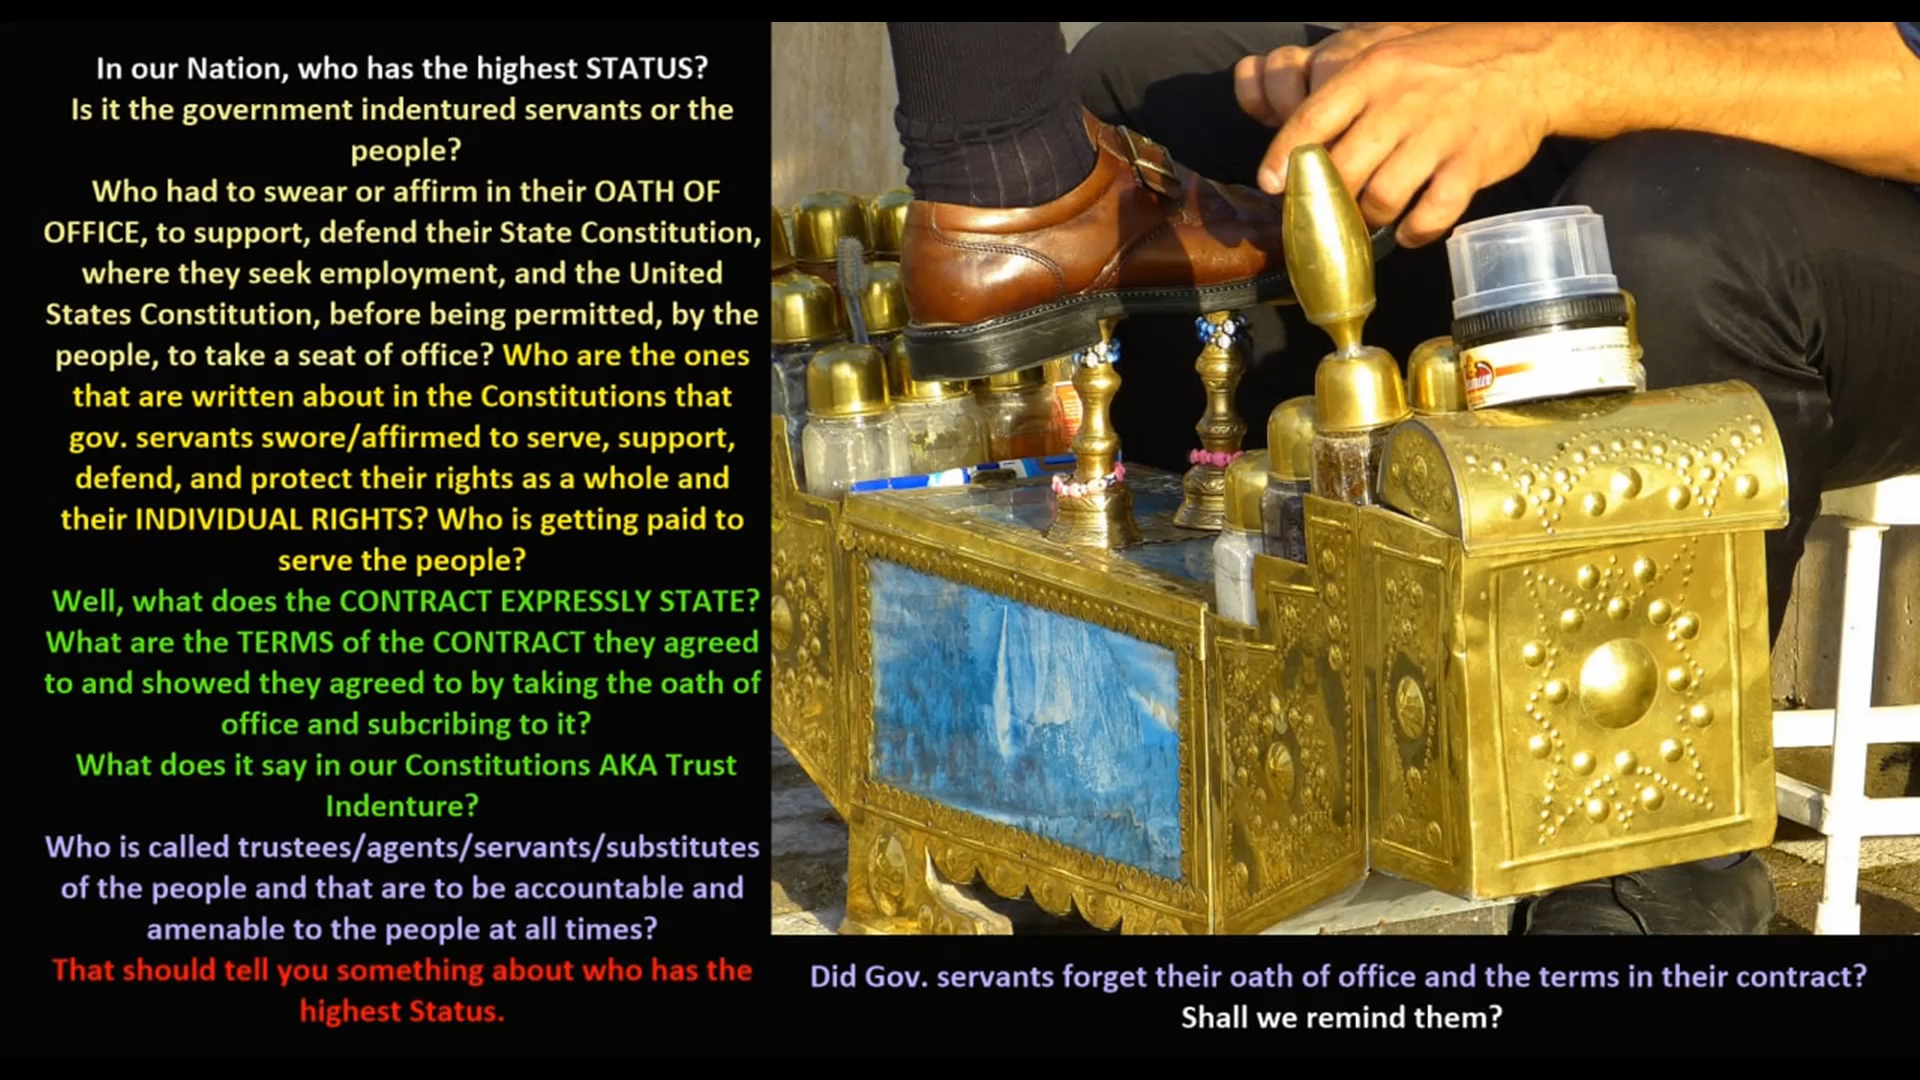 In our Nation, who has the highest STATUS?
Is it the government indentured servants or the
people?
Who had to swear or affirm in their OATH OF
OFFICE, to support, defend their State Constitution,
where they seek employment, and the United
States Constitution, before being permitted, by the
people, to take a seat of office? Who are the ones
that are written about in the Constitutions that
gov. servants swore/affirmed to serve, support,
defend, and protect their rights as a whole and
their INDIVIDUAL RIGHTS? Who is getting paid to
serve the people?
Well, what does the CONTRACT EXPRESSLY STATE?
What are the TERMS of the CONTRACT they agreed
to and showed they agreed to by taking the oath of
office and subcribing to it?
What does it say in our Constitutions AKA Trust
Indenture?
Who is called trustees/agents/servants/substitutes
of the people and that are to be accountable and
amenable to the people at all times?
That should tell you something about who has the
highest Status.
Did Gov. servants forget their oath of office and the terms in their contract?
Shall we remind them?